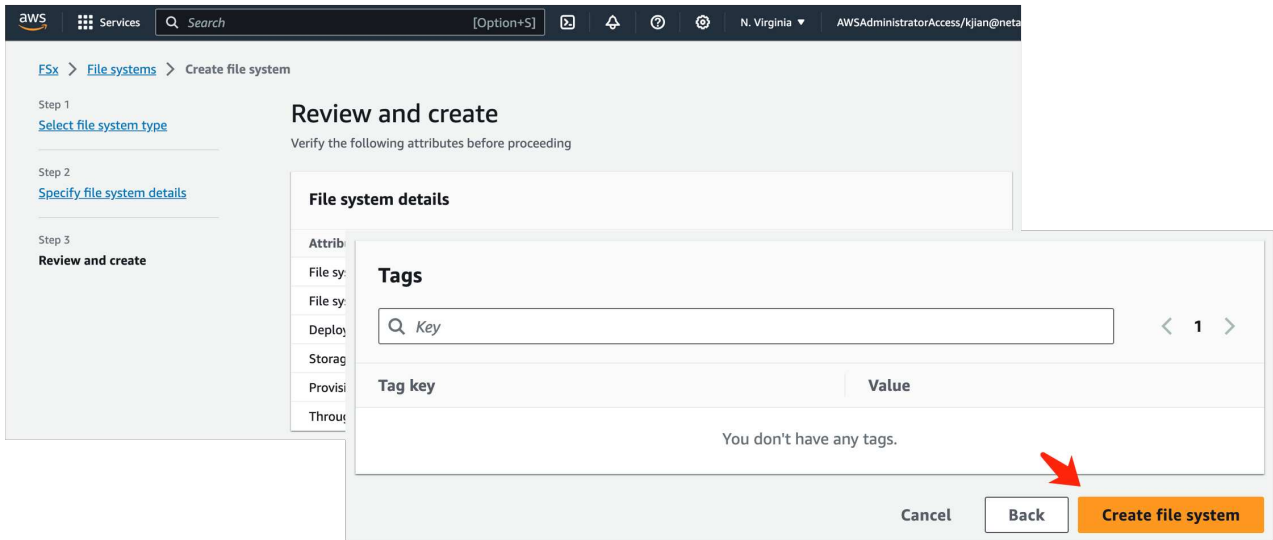 aws Services Search [Option+S] N. Virginia ▼ AWSAdministratorAccess/kjian@neta
FSx > File systems > Create file system
Step 1
Select file system type
Step 2
Specify file system details
Step 3
Review and create
Review and create
Verify the following attributes before proceeding
File system details
Attrib
File sy
File sy
Deploy
Storag
Provisi
Throug
Tags
Key
< 1 >
Tag key Value
You don't have any tags.
Cancel Back Create file system